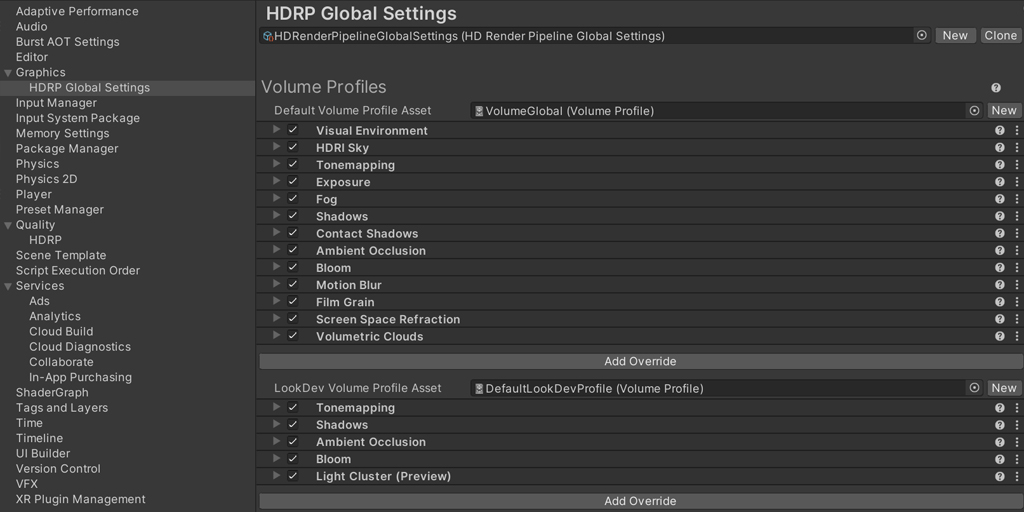 Adaptive Performance
Audio
Burst AOT Settings
Editor
Graphics
HDRP Global Settings
Input Manager
Input System Package
Memory Settings
Package Manager
Physics
Physics 2D
Player
Preset Manager
Quality
HDRP
Scene Template
Script Execution Order
Services
Ads
Analytics
Cloud Build
Cloud Diagnostics
Collaborate
In-App Purchasing
ShaderGraph
Tags and Layers
Time
Timeline
UI Builder
Version Control
VFX
XR Plugin Management
HDRP Global Settings
HDRenderPipelineGlobalSettings (HD Render Pipeline Global Settings) New Clone
Volume Profiles
Default Volume Profile Asset VolumeGlobal (Volume Profile) New
Visual Environment
HDRI Sky
Tonemapping
Exposure
Fog
Shadows
Contact Shadows
Ambient Occlusion
Bloom
Motion Blur
Film Grain
Screen Space Refraction
Volumetric Clouds
Add Override
LookDev Volume Profile Asset DefaultLookDevProfile (Volume Profile) New
Tonemapping
Shadows
Ambient Occlusion
Bloom
Light Cluster (Preview)
Add Override